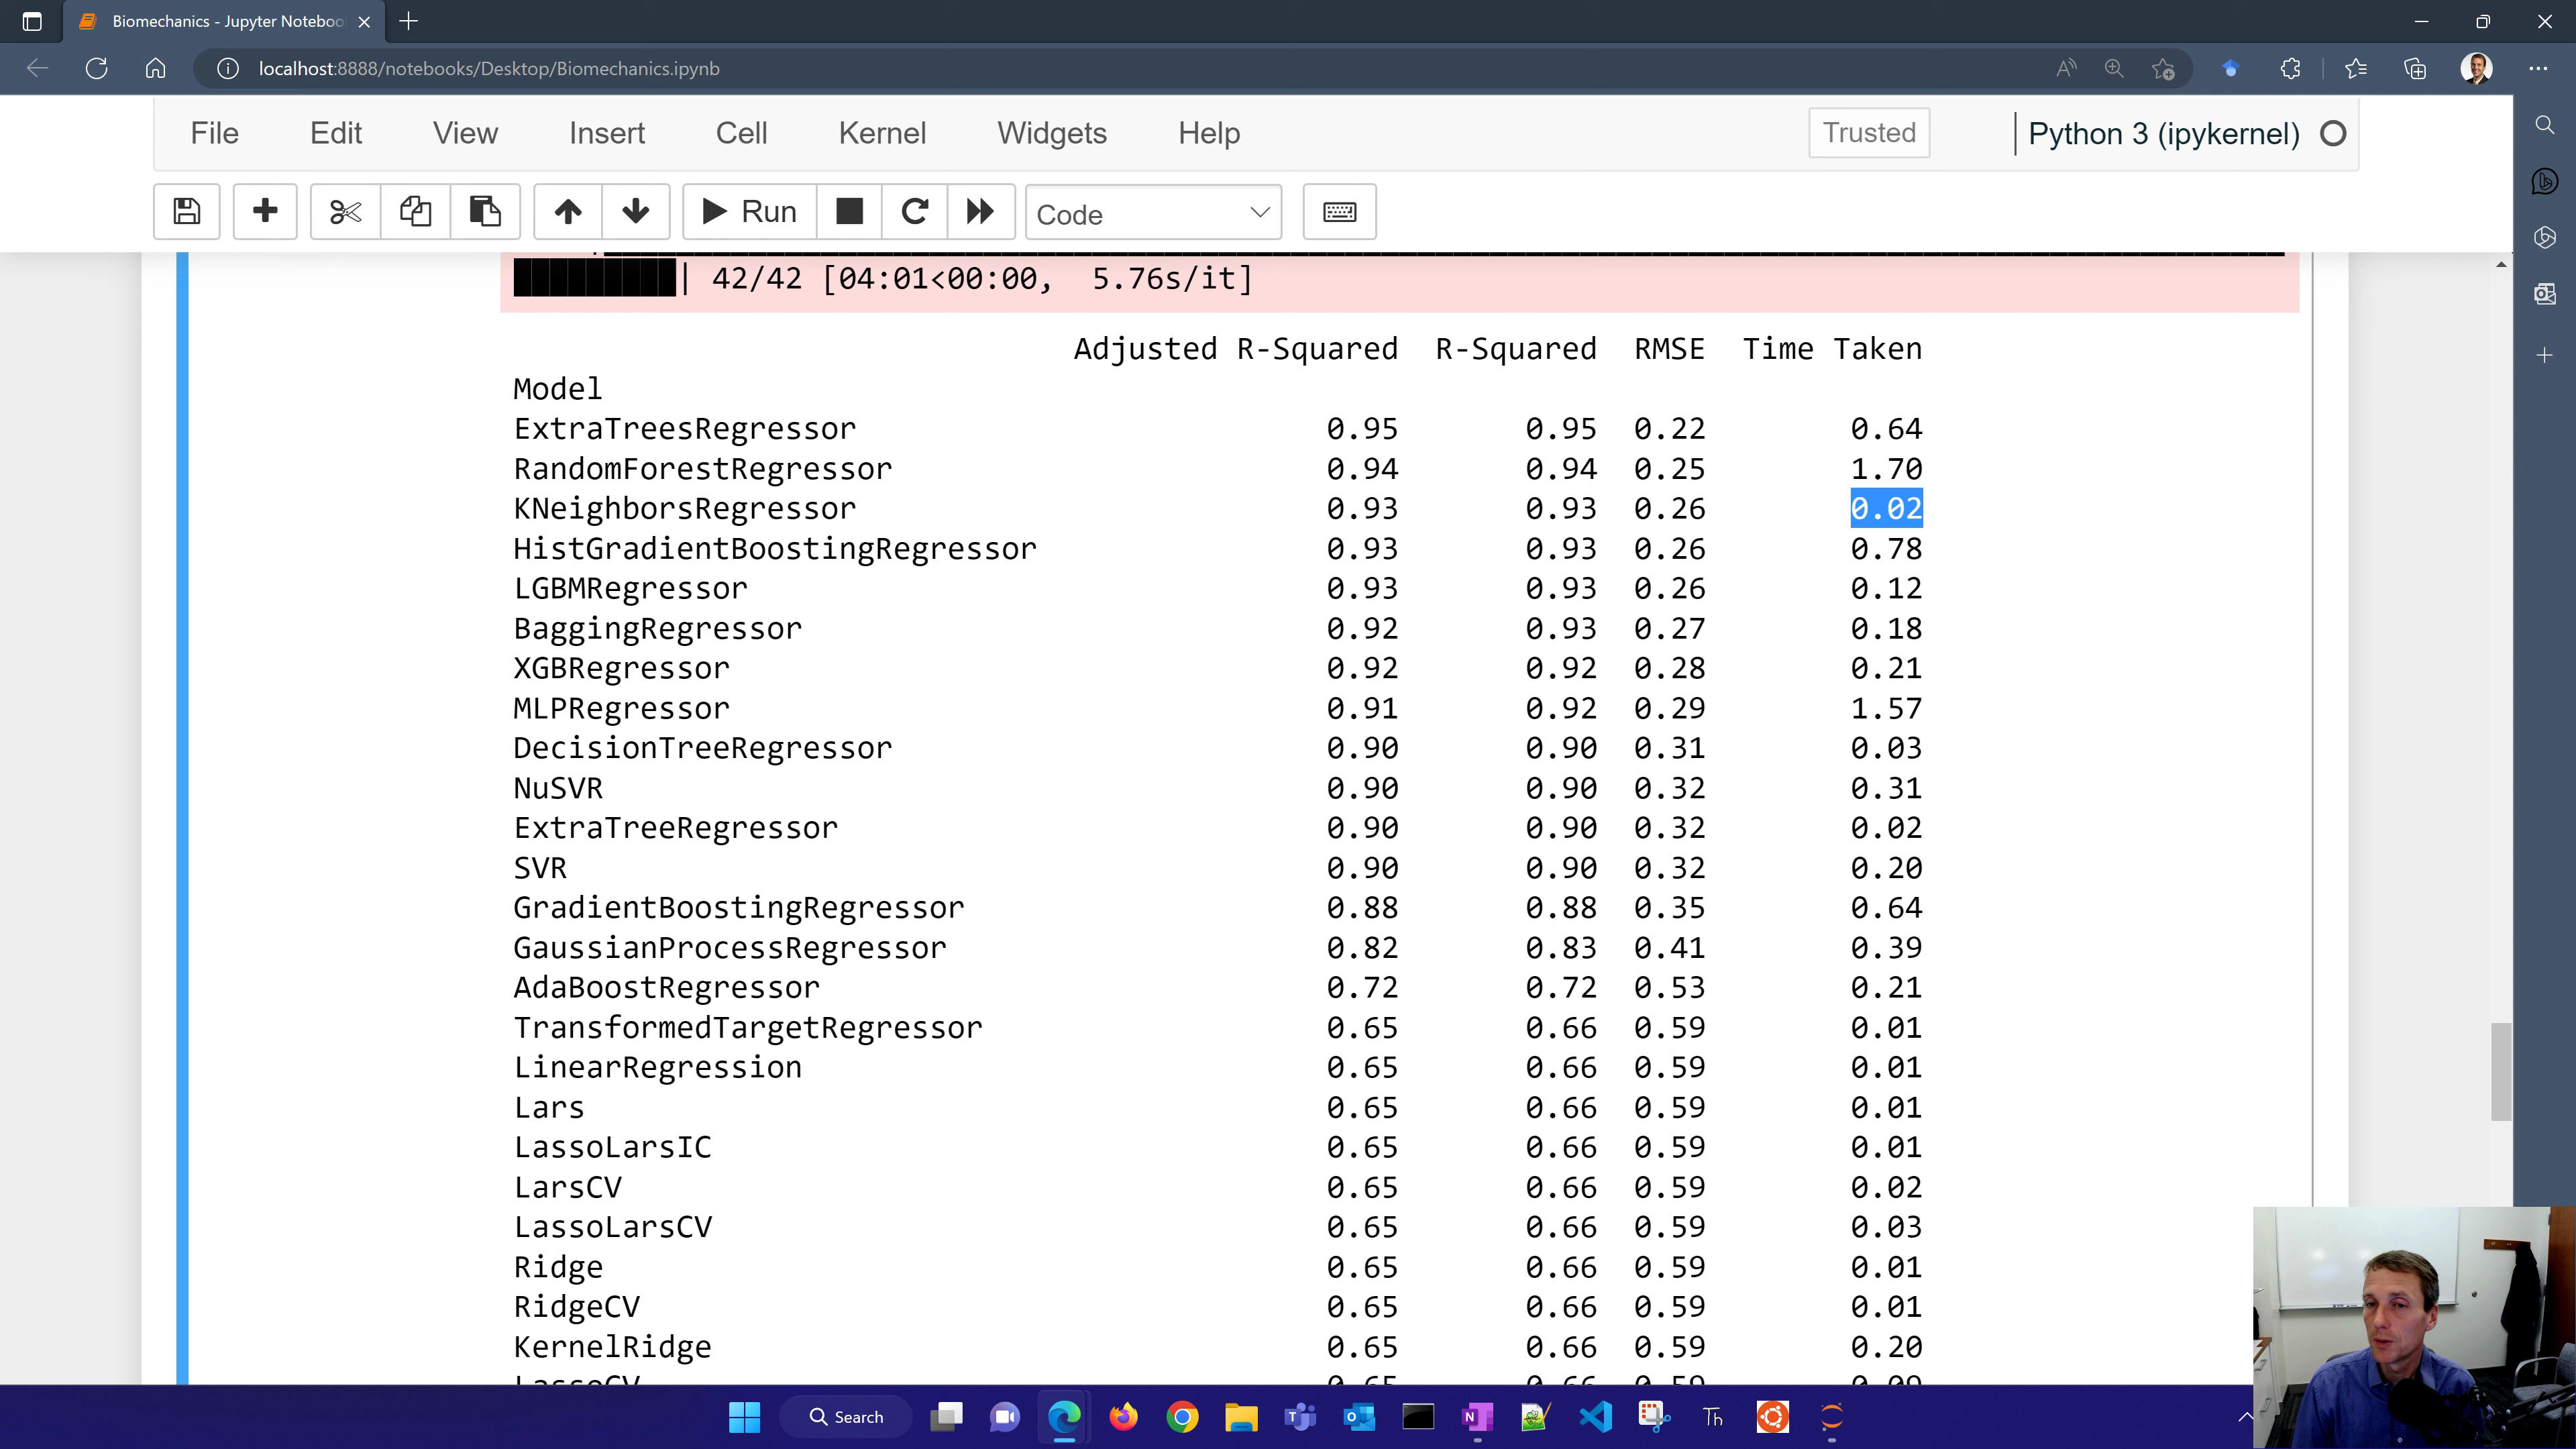 Biomechanics - Jupyter Noteboo
localhost:8888/notebooks/Desktop/Biomechanics.ipynb
File Edit View Insert Cell Kernel Widgets Help Trusted Python 3 (ipykernel)
Run Code
42/42 [04:01<00:00, 5.76s/it]
Adjusted R-Squared R-Squared RMSE Time Taken
Model
ExtraTreesRegressor 0.95 0.95 0.22 0.64
RandomForestRegressor 0.94 0.94 0.25 1.70
KNeighborsRegressor 0.93 0.93 0.26 0.02
HistGradientBoostingRegressor 0.93 0.93 0.26 0.78
LGBMRegressor 0.93 0.93 0.26 0.12
BaggingRegressor 0.92 0.93 0.27 0.18
XGBRegressor 0.92 0.92 0.28 0.21
MLPRegressor 0.91 0.92 0.29 1.57
DecisionTreeRegressor 0.90 0.90 0.31 0.03
NuSVR 0.90 0.90 0.32 0.31
ExtraTreeRegressor 0.90 0.90 0.32 0.02
SVR 0.90 0.90 0.32 0.20
GradientBoostingRegressor 0.88 0.88 0.35 0.64
GaussianProcessRegressor 0.82 0.83 0.41 0.39
AdaBoostRegressor 0.72 0.72 0.53 0.21
TransformedTargetRegressor 0.65 0.66 0.59 0.01
LinearRegression 0.65 0.66 0.59 0.01
Lars 0.65 0.66 0.59 0.01
LassoLarsIC 0.65 0.66 0.59 0.01
LarsCV 0.65 0.66 0.59 0.02
LassoLarsCV 0.65 0.66 0.59 0.03
Ridge 0.65 0.66 0.59 0.01
RidgeCV 0.65 0.66 0.59 0.01
KernelRidge 0.65 0.66 0.59 0.20
LassoCV 0.65 0.66 0.59 0.09
Search Th